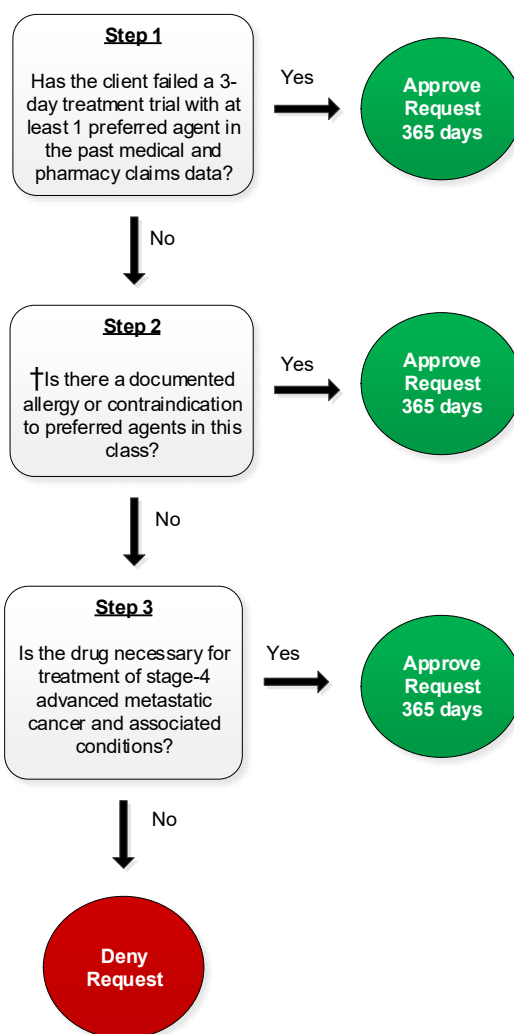 Step 1
Has the client failed a 3-
day treatment trial with at
least 1 preferred agent in
the past medical and
pharmacy claims data?
Yes
Approve
Request
365 days
No
Step 2
†Is there a documented
allergy or contraindication
to preferred agents in this
class?
Yes
Approve
Request
365 days
No
Step 3
Is the drug necessary for
treatment of stage-4
advanced metastatic
cancer and associated
conditions?
Yes
Approve
Request
365 days
No
Deny
Request